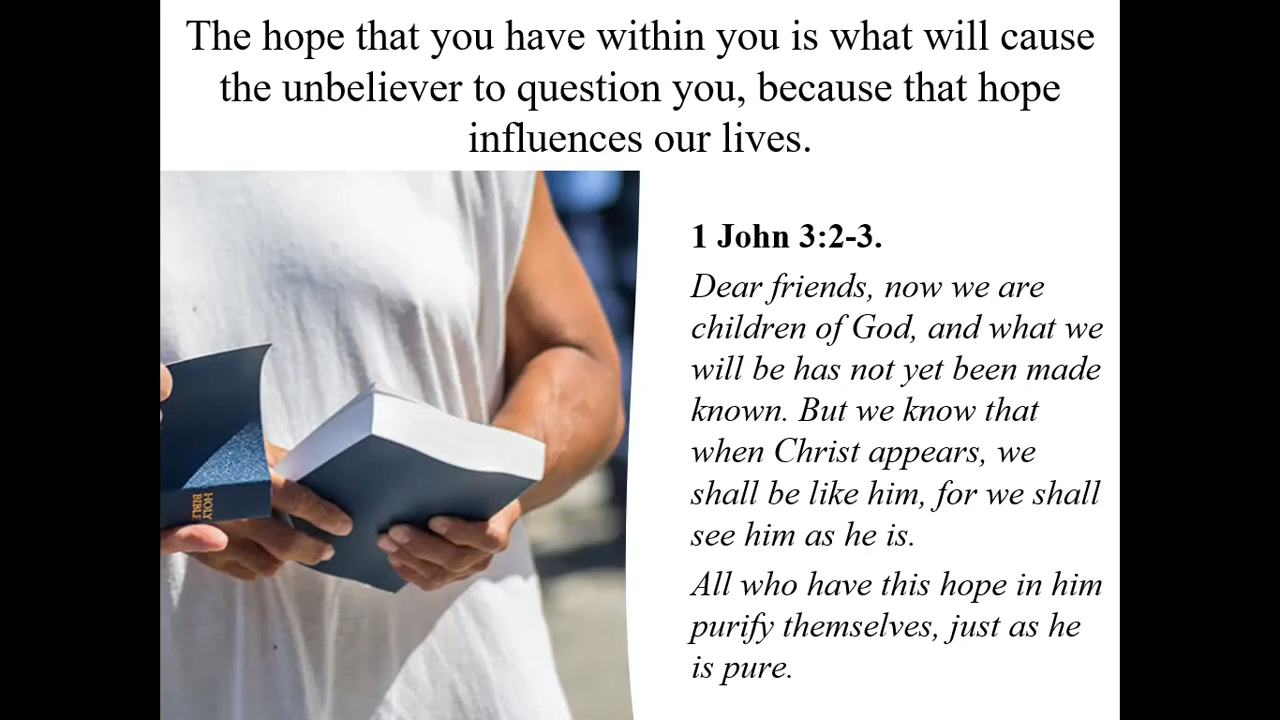 The hope that you have within you is what will cause
the unbeliever to question you, because that hope
influences our lives.
1 John 3:2-3.
Dear friends, now we are
children of God, and what we
will be has not yet been made
known. But we know that
when Christ appears, we
shall be like him, for we shall
see him as he is.
All who have this hope in him
purify themselves, just as he
is pure.
HOLY
BIBLE